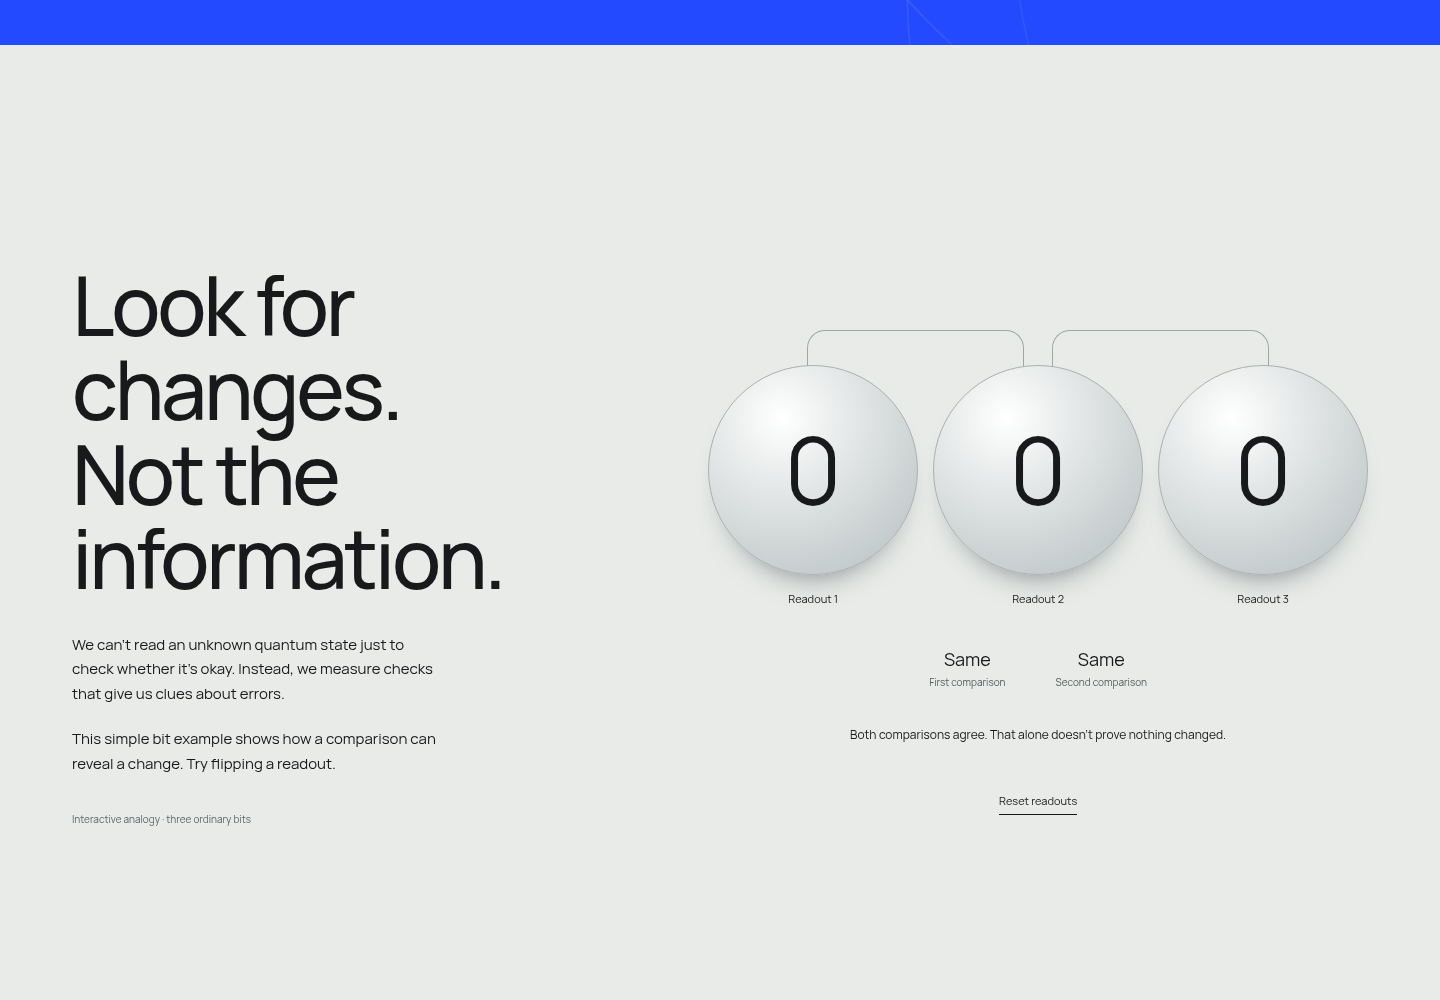 Look for
changes.
Not the
information.
We can't read an unknown quantum state just to
check whether it's okay. Instead, we measure checks
that give us clues about errors.
This simple bit example shows how a comparison can
reveal a change. Try flipping a readout.
Interactive analogy · three ordinary bits
0
0
0
Readout 1
Readout 2
Readout 3
Same
Same
First comparison
Second comparison
Both comparisons agree. That alone doesn't prove nothing changed.
Reset readouts